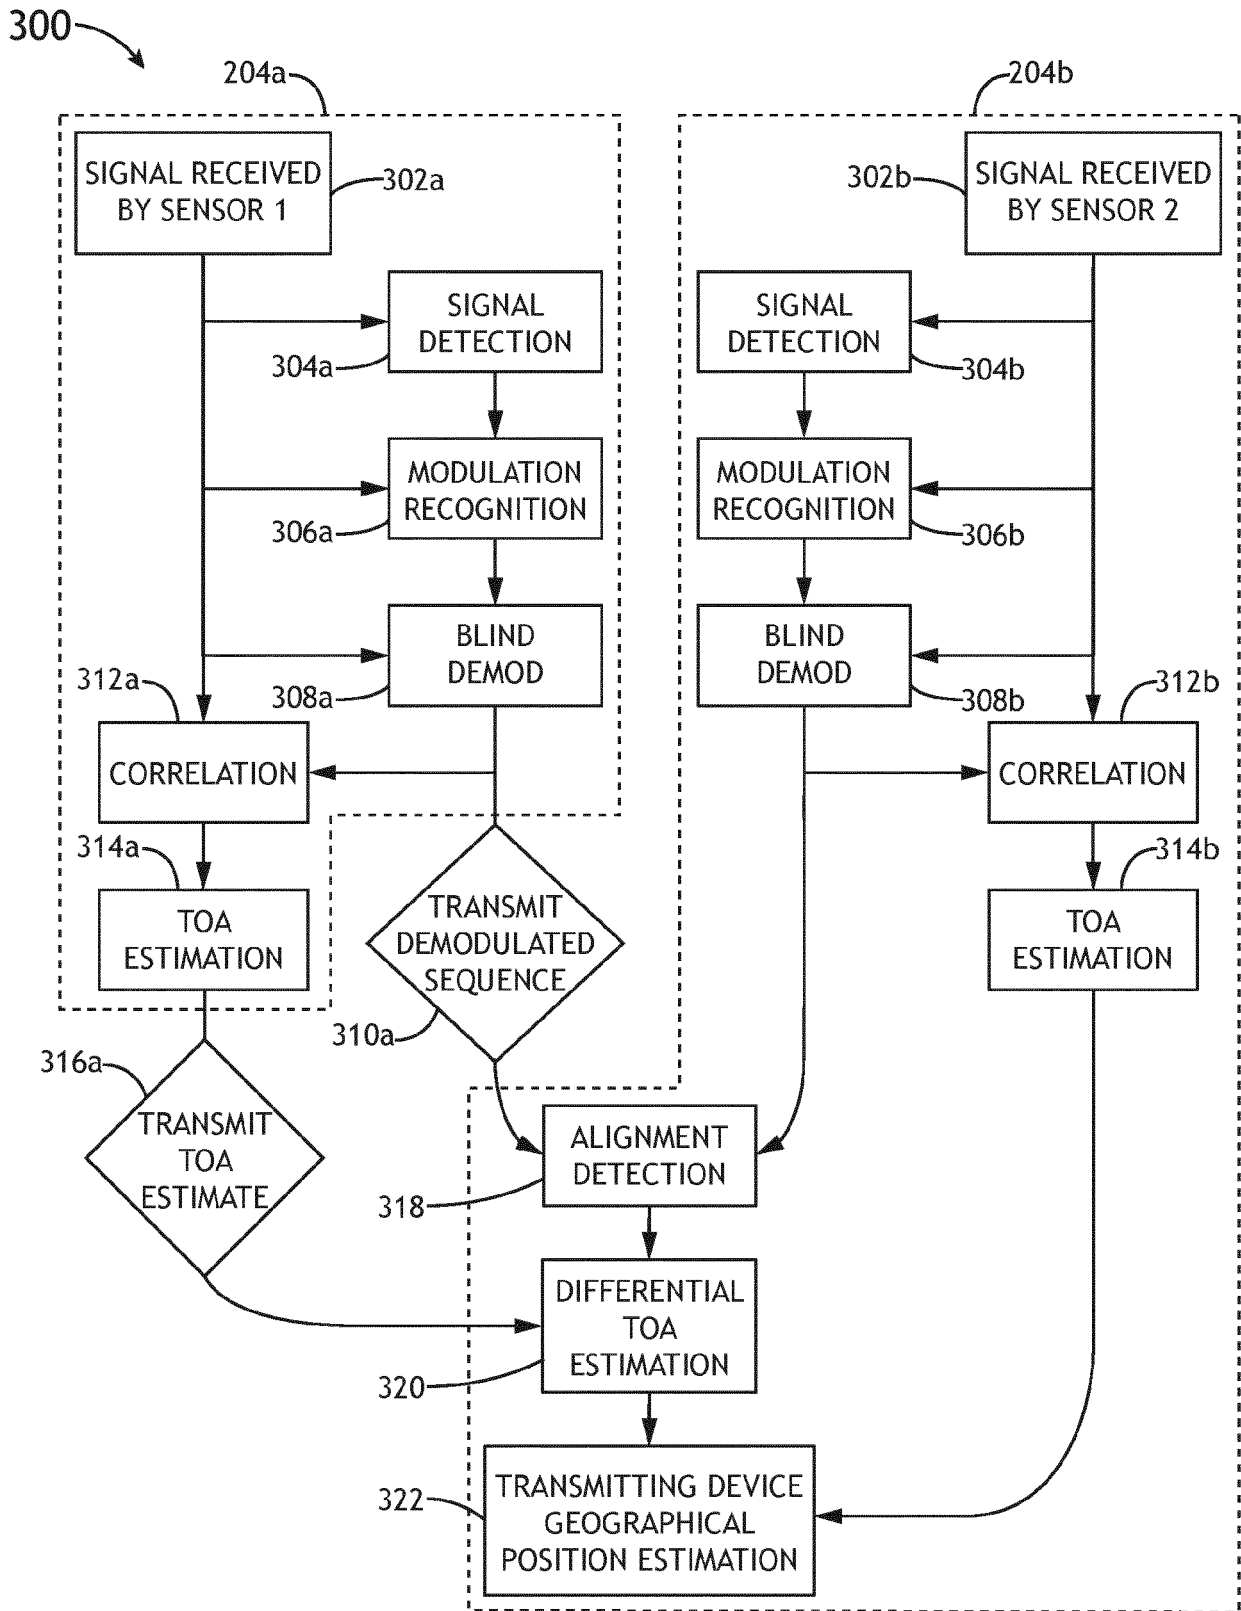 300
204a
204b
SIGNAL RECEIVED
BY SENSOR 1
302a
302b
SIGNAL RECEIVED
BY SENSOR 2
SIGNAL
DETECTION
304a
SIGNAL
DETECTION
304b
MODULATION
RECOGNITION
306a
MODULATION
RECOGNITION
306b
BLIND
DEMOD
308a
BLIND
DEMOD
308b
312a
CORRELATION
312b
CORRELATION
314a
TOA
ESTIMATION
TRANSMIT
DEMODULATED
SEQUENCE
310a
314b
TOA
ESTIMATION
316a
TRANSMIT
TOA
ESTIMATE
ALIGNMENT
DETECTION
318
DIFFERENTIAL
TOA
ESTIMATION
320
TRANSMITTING DEVICE
GEOGRAPHICAL
POSITION ESTIMATION
322